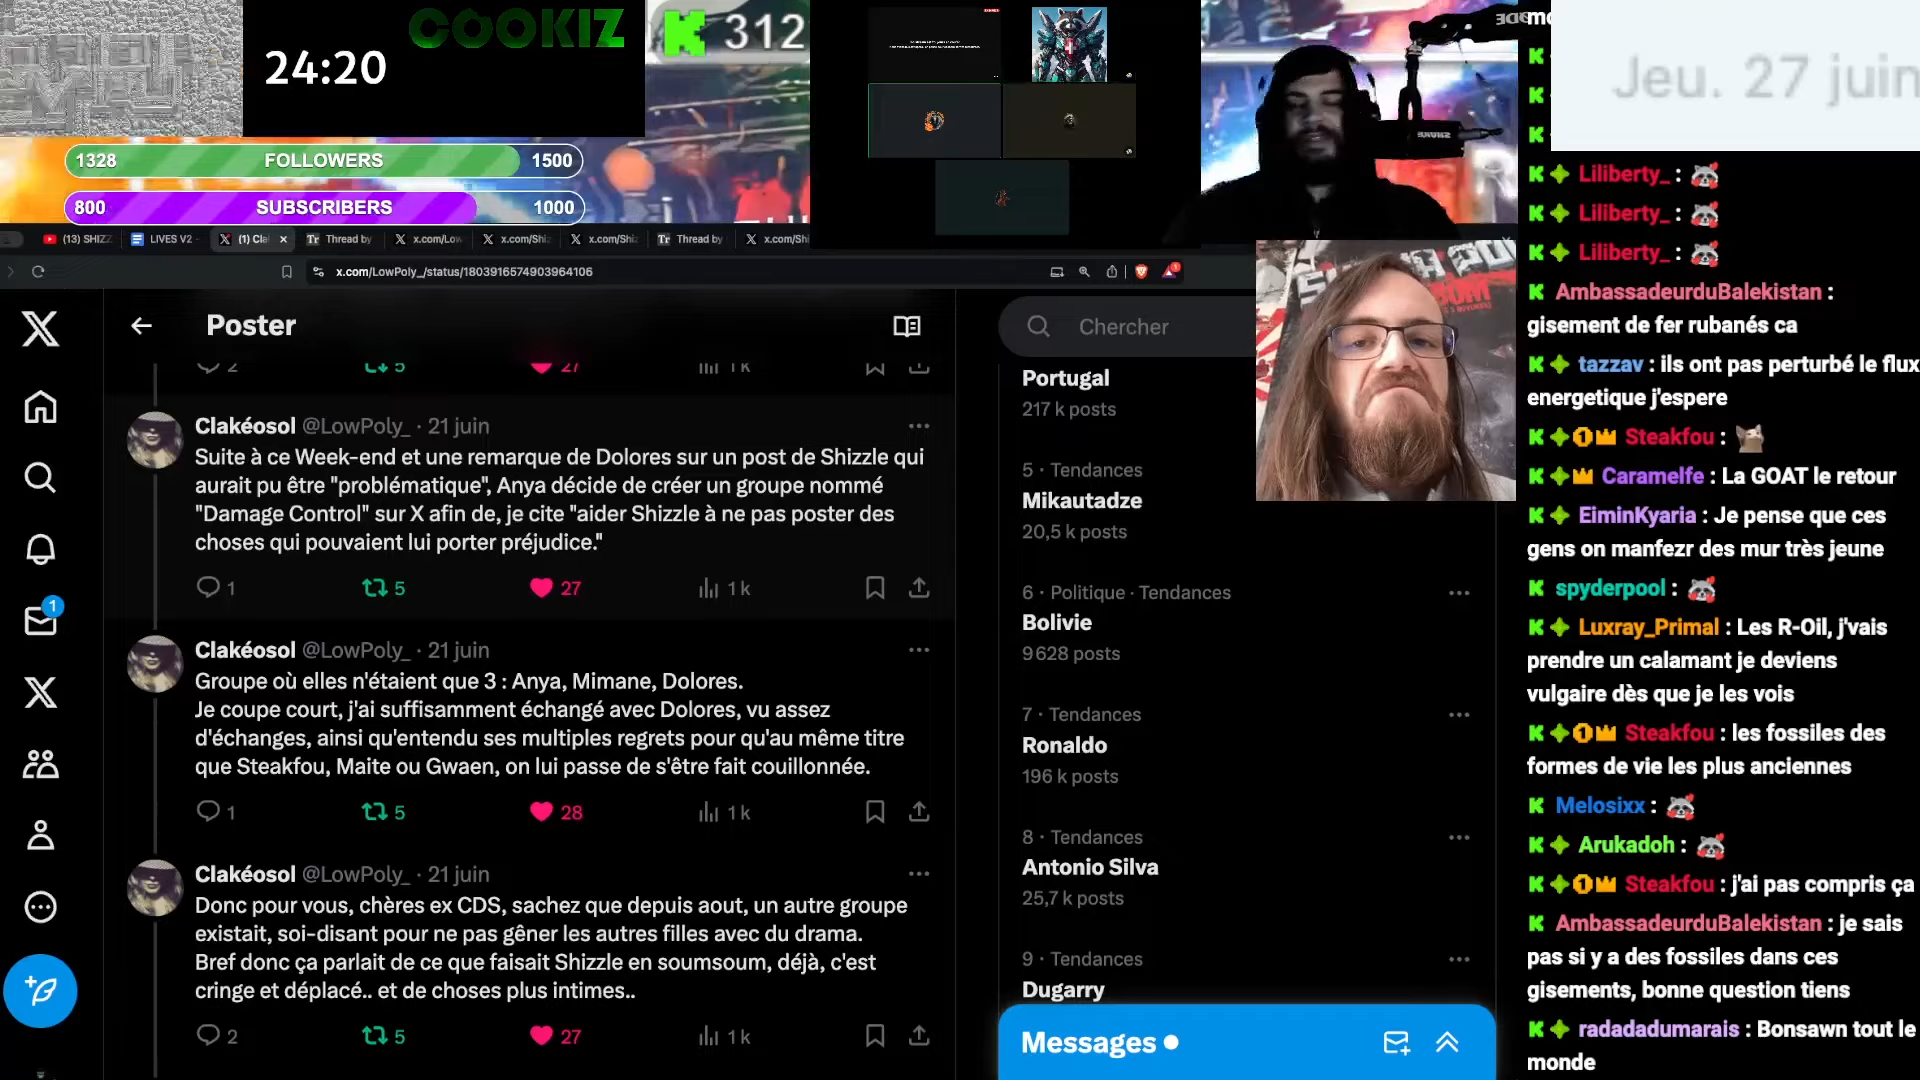 COOKIZ
24:20
312
1328 FOLLOWERS 1500
800 SUBSCRIBERS 1000
Jeu. 27 juin
(13) SHIZZ
LIVES V2
(1) Cla
Thread by
x.com/Low
x.com/Shiz
x.com/Shiz
Thread by
x.com/Shi
x.com/LowPoly_/status/1803916574903964106
Poster
2 5 27 1 k
Clakéosol @LowPoly_ · 21 juin
Suite à ce Week-end et une remarque de Dolores sur un post de Shizzle qui
aurait pu être "problématique", Anya décide de créer un groupe nommé
"Damage Control" sur X afin de, je cite "aider Shizzle à ne pas poster des
choses qui pouvaient lui porter préjudice."
1 5 27 1 k
Clakéosol @LowPoly_ · 21 juin
Groupe où elles n'étaient que 3 : Anya, Mimane, Dolores.
Je coupe court, j'ai suffisamment échangé avec Dolores, vu assez
d'échanges, ainsi qu'entendu ses multiples regrets pour qu'au même titre
que Steakfou, Maite ou Gwaen, on lui passe de s'être fait couillonnée.
1 5 28 1 k
Clakéosol @LowPoly_ · 21 juin
Donc pour vous, chères ex CDS, sachez que depuis aout, un autre groupe
existait, soi-disant pour ne pas gêner les autres filles avec du drama.
Bref donc ça parlait de ce que faisait Shizzle en soumsoum, déjà, c'est
cringe et déplacé.. et de choses plus intimes..
2 5 27 1 k
1
Chercher
Portugal
217 k posts
5 · Tendances
Mikautadze
20,5 k posts
6 · Politique · Tendances
Bolivie
9 628 posts
7 · Tendances
Ronaldo
196 k posts
8 · Tendances
Antonio Silva
25,7 k posts
9 · Tendances
Dugarry
Messages
Liliberty_ :
Liliberty_ :
Liliberty_ :
AmbassadeurduBalekistan :
gisement de fer rubanés ca
tazzav : ils ont pas perturbé le flux
energetique j'espere
Steakfou :
Caramelfe : La GOAT le retour
EiminKyaria : Je pense que ces
gens on manfezr des mur très jeune
spyderpool :
Luxray_Primal : Les R-Oil, j'vais
prendre un calamant je deviens
vulgaire dès que je les vois
Steakfou : les fossiles des
formes de vie les plus anciennes
Melosixx :
Arukadoh :
Steakfou : j'ai pas compris ça
AmbassadeurduBalekistan : je sais
pas si y a des fossiles dans ces
gisements, bonne question tiens
radadadumarais : Bonsawn tout le
monde